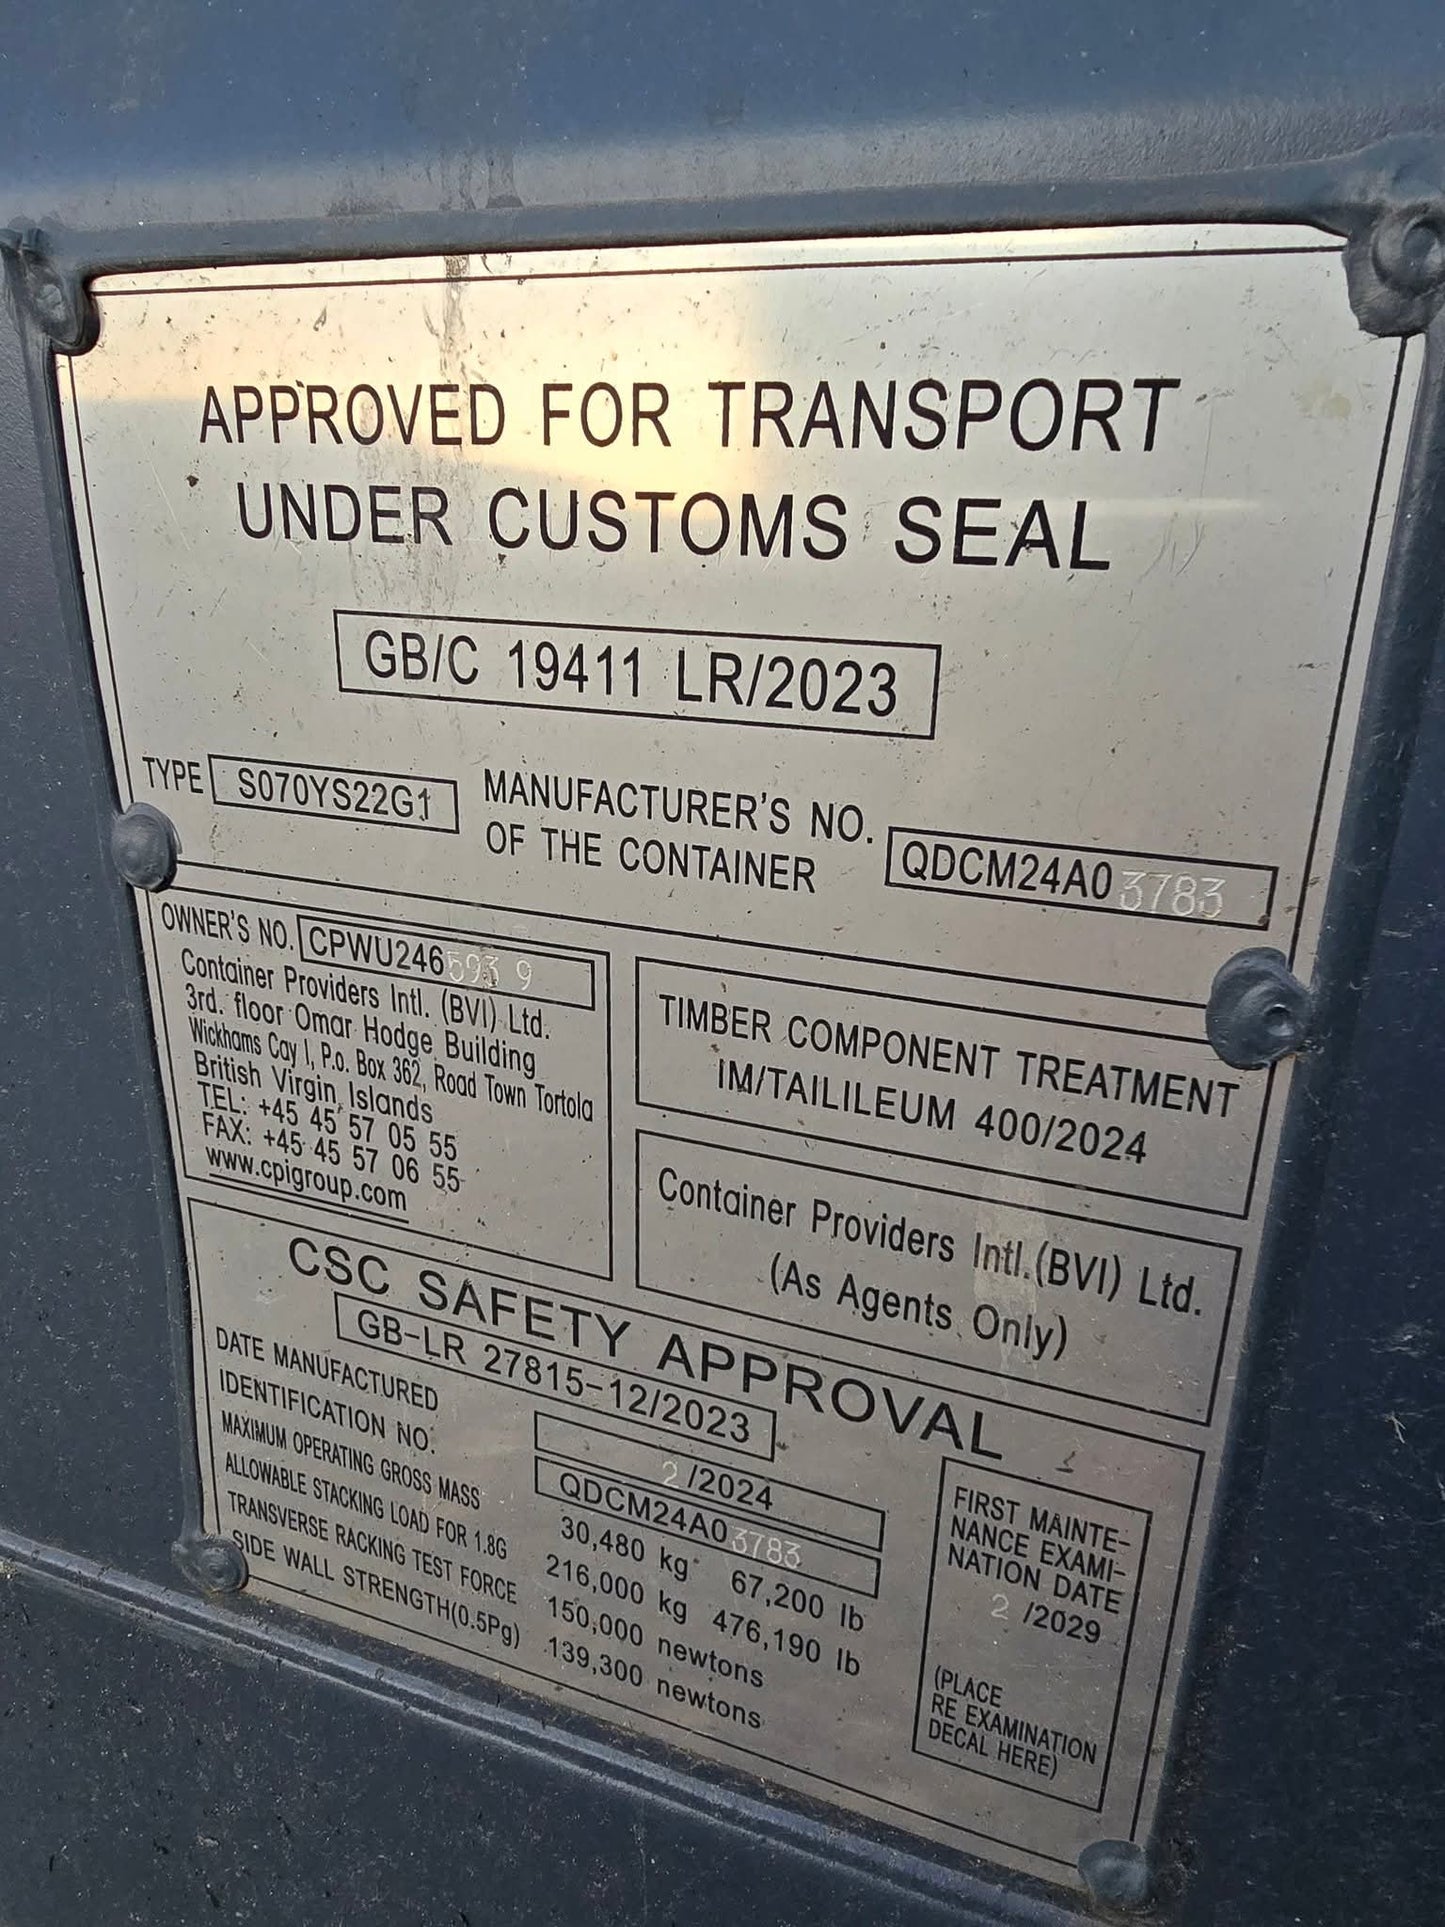 APPROVED FOR TRANSPORT
UNDER CUSTOMS SEAL
GB/C 19411 LR/2023
TYPE S070YS22G1
MANUFACTURER'S NO.
OF THE CONTAINER
QDCM24A03783
OWNER'S NO. CPWU246593 9
Container Providers Intl. (BVI) Ltd.
3rd. floor Omar Hodge Building
Wickhams Cay I, P.o. Box 362, Road Town Tortola
British Virgin Islands
TEL: +45 45 57 05 55
FAX: +45 45 57 06 55
www.cpigroup.com
TIMBER COMPONENT TREATMENT
IM/TAILILEUM 400/2024
Container Providers Intl.(BVI) Ltd.
(As Agents Only)
CSC SAFETY APPROVAL
GB-LR 27815-12/2023
DATE MANUFACTURED 2 /2024
IDENTIFICATION NO. QDCM24A03783
MAXIMUM OPERATING GROSS MASS 30,480 kg 67,200 lb
ALLOWABLE STACKING LOAD FOR 1.8G 216,000 kg 476,190 lb
TRANSVERSE RACKING TEST FORCE 150,000 newtons
SIDE WALL STRENGTH(0.5Pg) 139,300 newtons
FIRST MAINTE-
NANCE EXAMI-
NATION DATE
2 /2029
(PLACE
RE EXAMINATION
DECAL HERE)